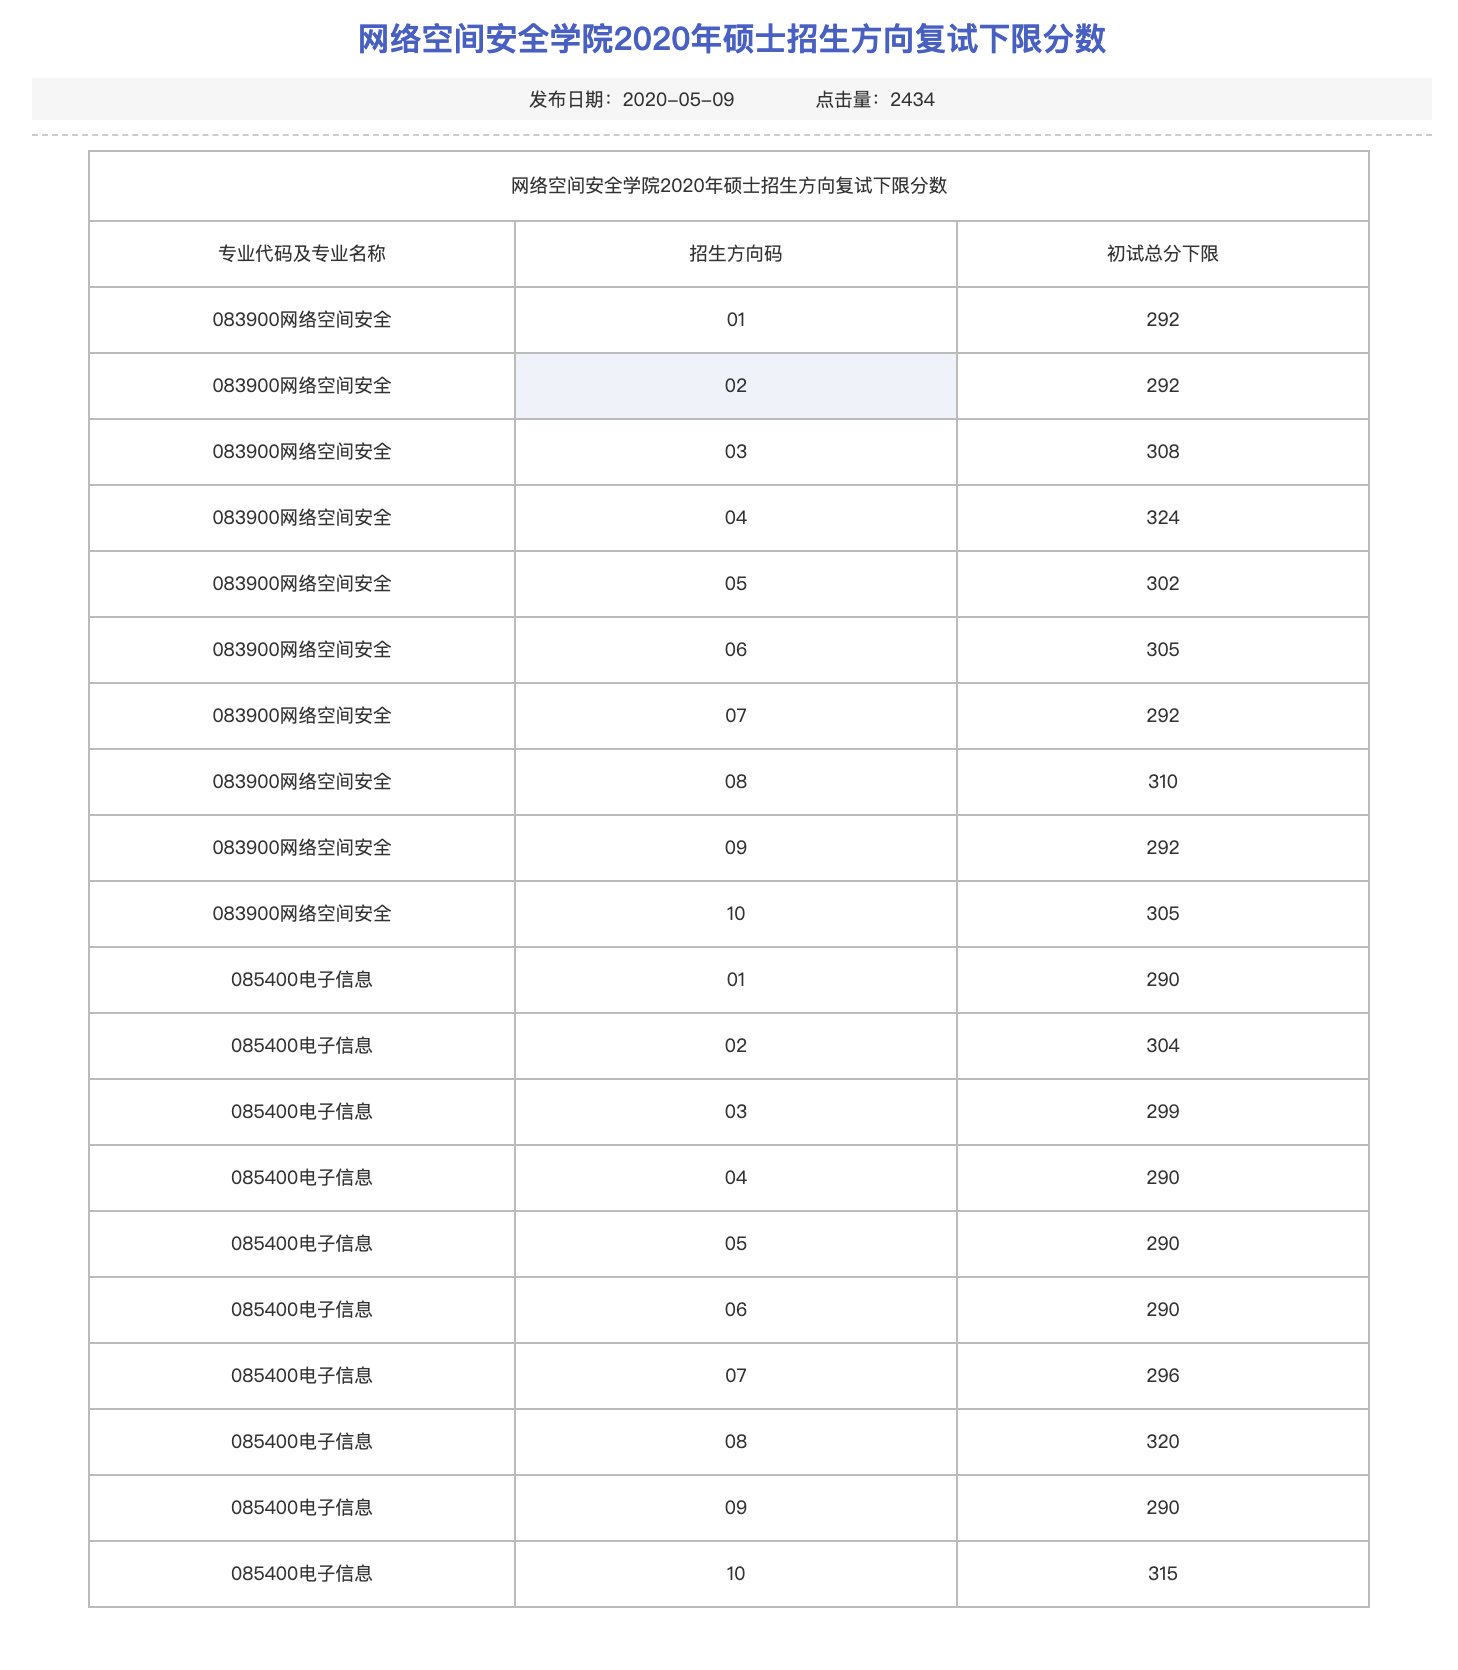 网络空间安全学院2020年硕士招生方向复试下限分数
发布日期：2020-05-09 点击量：2434
网络空间安全学院2020年硕士招生方向复试下限分数
专业代码及专业名称 招生方向码 初试总分下限
083900网络空间安全 01 292
083900网络空间安全 02 292
083900网络空间安全 03 308
083900网络空间安全 04 324
083900网络空间安全 05 302
083900网络空间安全 06 305
083900网络空间安全 07 292
083900网络空间安全 08 310
083900网络空间安全 09 292
083900网络空间安全 10 305
085400电子信息 01 290
085400电子信息 02 304
085400电子信息 03 299
085400电子信息 04 290
085400电子信息 05 290
085400电子信息 06 290
085400电子信息 07 296
085400电子信息 08 320
085400电子信息 09 290
085400电子信息 10 315